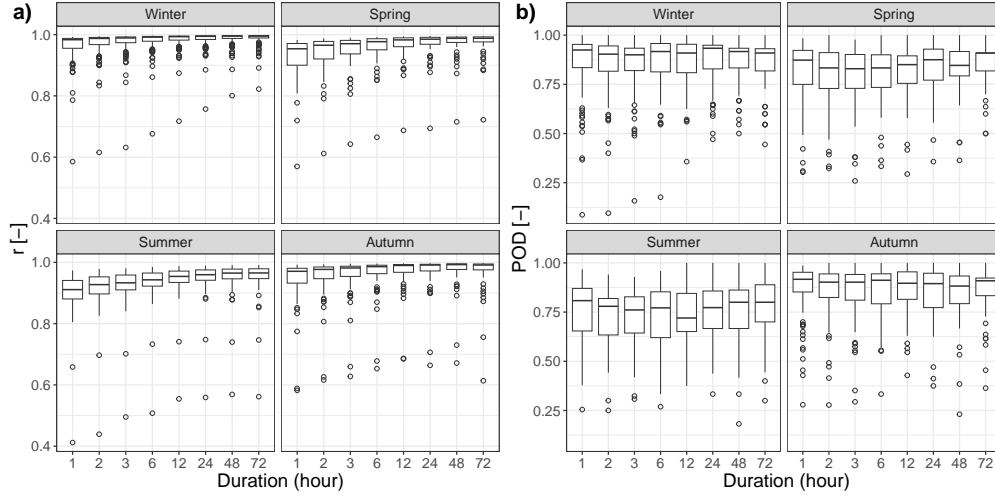 a)
Winter
Spring
1.0
0.8
0.6
0.4
Summer
Autumn
1.0
0.8
0.6
0.4
r [−]
1 2 3 6 12 24 48 72
1 2 3 6 12 24 48 72
Duration (hour)
b)
Winter
Spring
1.00
0.75
0.50
0.25
Summer
Autumn
1.00
0.75
0.50
0.25
POD [−]
1 2 3 6 12 24 48 72
1 2 3 6 12 24 48 72
Duration (hour)